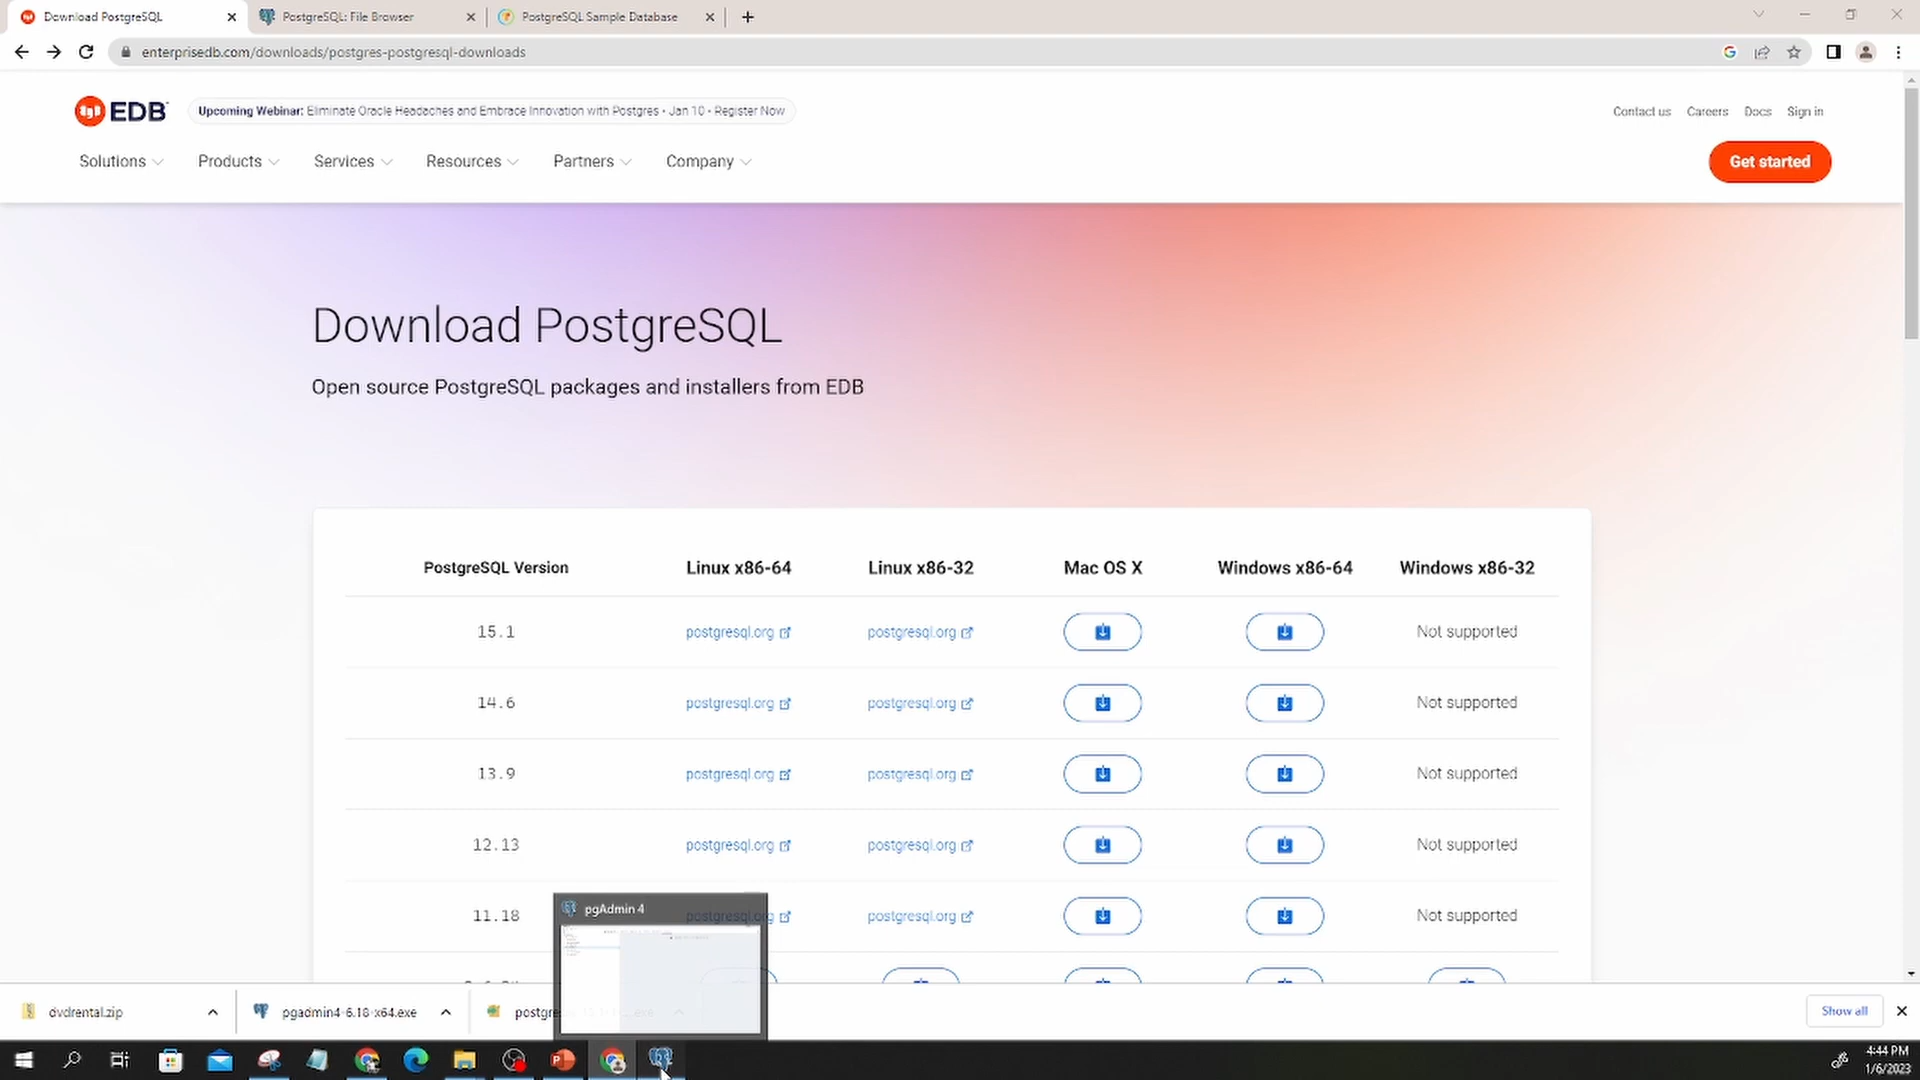 Download PostgreSQL
PostgreSQL: File Browser
PostgreSQL Sample Database
enterprisedb.com/downloads/postgres-postgresql-downloads
EDB
Upcoming Webinar: Eliminate Oracle Headaches and Embrace Innovation with Postgres • Jan 10 • Register Now
Contact us Careers Docs Sign in
Solutions Products Services Resources Partners Company
Get started
Download PostgreSQL
Open source PostgreSQL packages and installers from EDB
PostgreSQL Version Linux x86-64 Linux x86-32 Mac OS X Windows x86-64 Windows x86-32
15.1 postgresql.org postgresql.org Not supported
14.6 postgresql.org postgresql.org Not supported
13.9 postgresql.org postgresql.org Not supported
12.13 postgresql.org postgresql.org Not supported
11.18 postgresql.org postgresql.org Not supported
pgAdmin 4
dvdrental.zip
pgadmin4-6.18-x64.exe
Show all
4:44 PM
1/6/2023